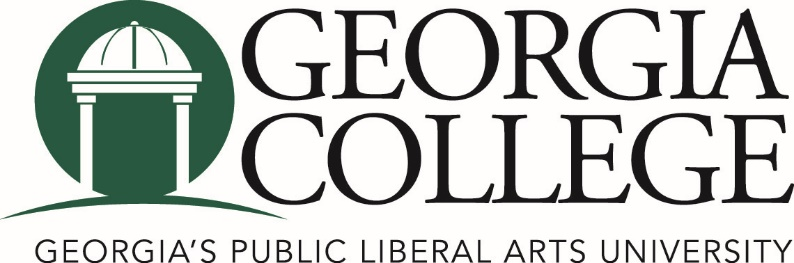 GEORGIA
COLLEGE
GEORGIA'S PUBLIC LIBERAL ARTS UNIVERSITY